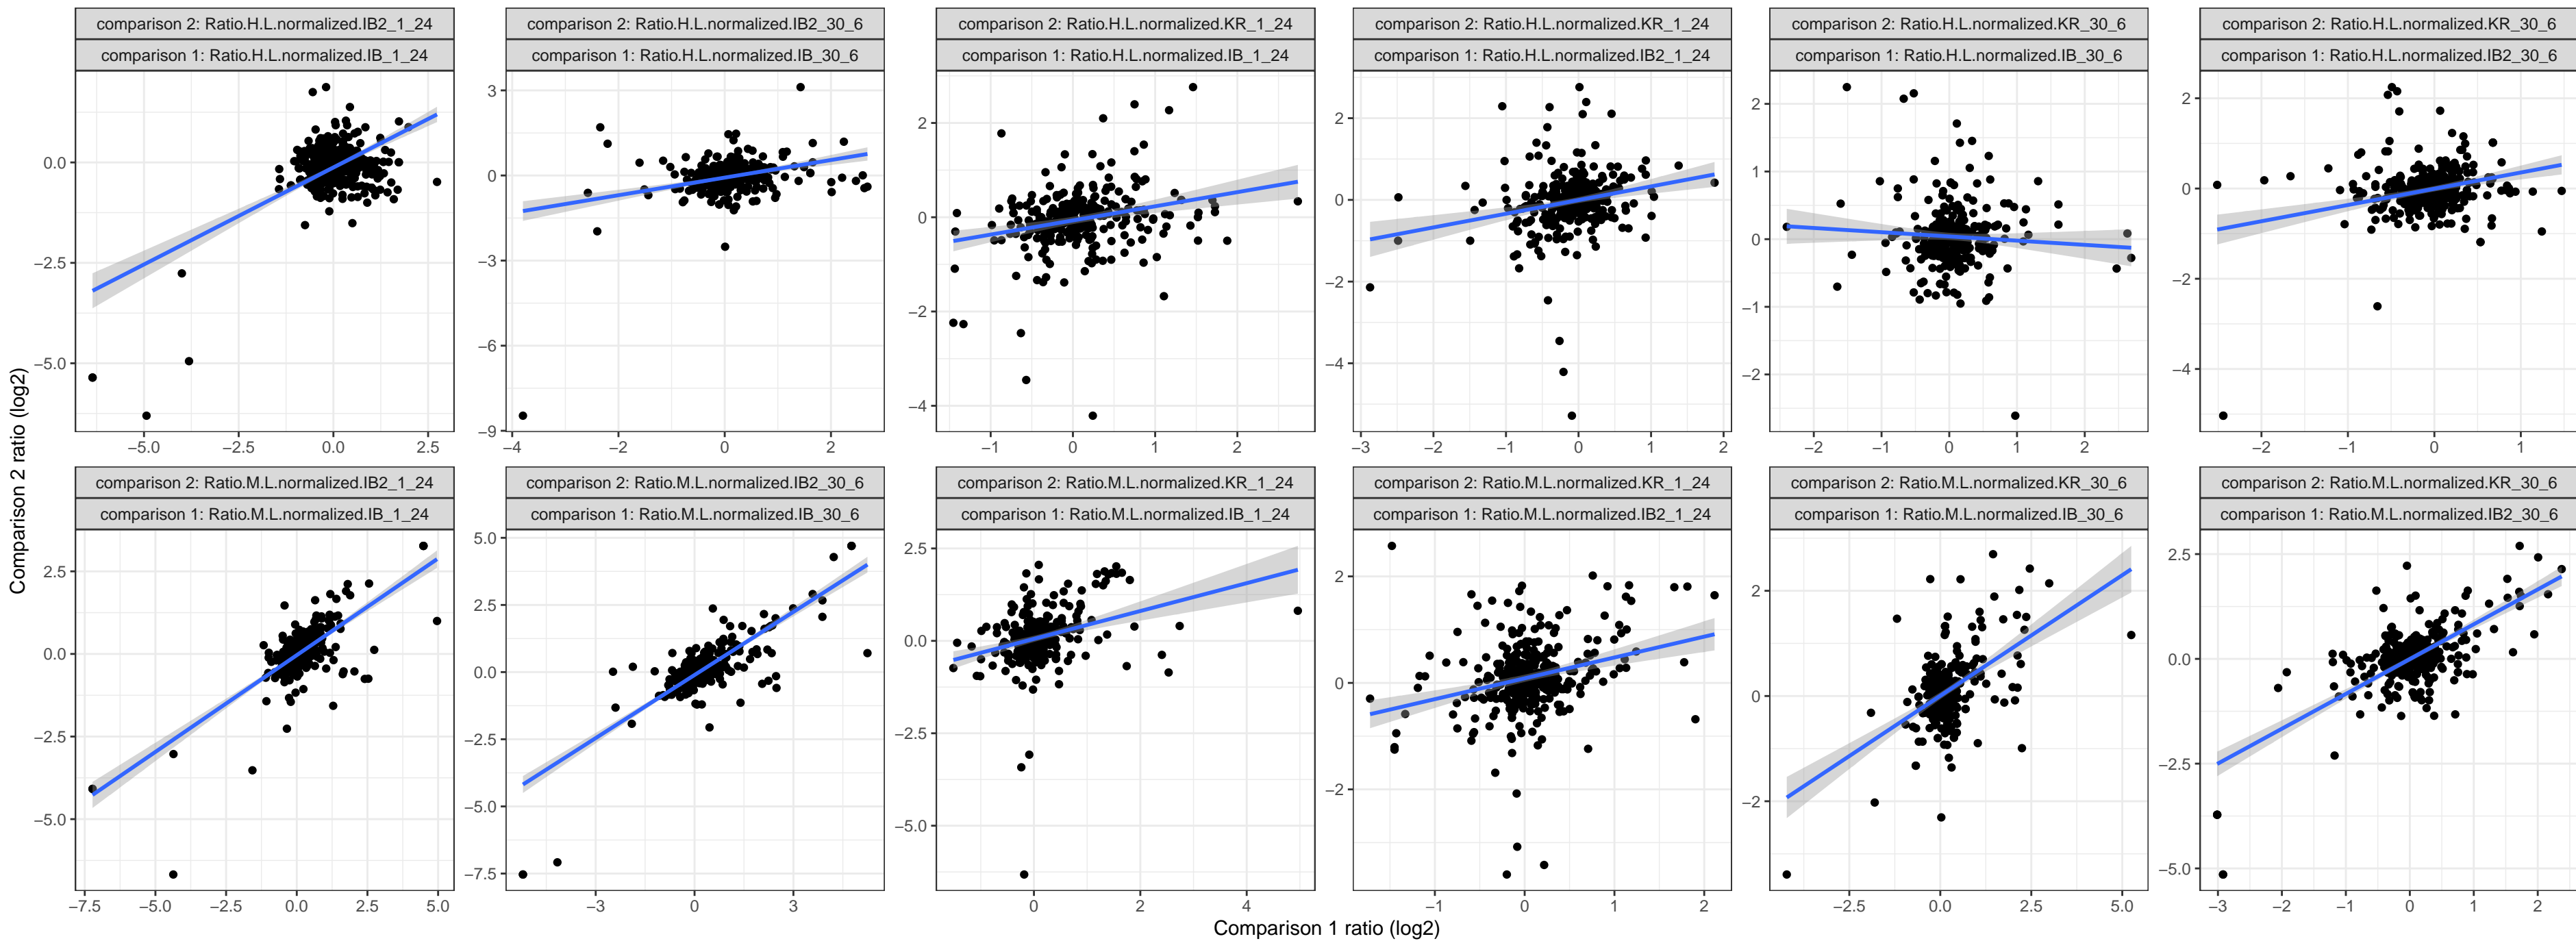 comparison 2: Ratio.H.L.normalized.IB2_1_24
comparison 1: Ratio.H.L.normalized.IB_1_24
0.0
−2.5
−5.0
−5.0 −2.5 0.0 2.5
comparison 2: Ratio.H.L.normalized.IB2_30_6
comparison 1: Ratio.H.L.normalized.IB_30_6
3
0
−3
−6
−9
−4 −2 0 2
comparison 2: Ratio.H.L.normalized.KR_1_24
comparison 1: Ratio.H.L.normalized.IB_1_24
2
0
−2
−4
−1 0 1 2
comparison 2: Ratio.H.L.normalized.KR_1_24
comparison 1: Ratio.H.L.normalized.IB2_1_24
2
0
−2
−4
−3 −2 −1 0 1 2
comparison 2: Ratio.H.L.normalized.KR_30_6
comparison 1: Ratio.H.L.normalized.IB_30_6
2
1
0
−1
−2
−2 −1 0 1 2
comparison 2: Ratio.H.L.normalized.KR_30_6
comparison 1: Ratio.H.L.normalized.IB2_30_6
2
0
−2
−4
−2 −1 0 1
comparison 2: Ratio.M.L.normalized.IB2_1_24
comparison 1: Ratio.M.L.normalized.IB_1_24
2.5
0.0
−2.5
−5.0
−7.5 −5.0 −2.5 0.0 2.5 5.0
comparison 2: Ratio.M.L.normalized.IB2_30_6
comparison 1: Ratio.M.L.normalized.IB_30_6
5.0
2.5
0.0
−2.5
−5.0
−7.5
−3 0 3
comparison 2: Ratio.M.L.normalized.KR_1_24
comparison 1: Ratio.M.L.normalized.IB_1_24
2.5
0.0
−2.5
−5.0
0 2 4
comparison 2: Ratio.M.L.normalized.KR_1_24
comparison 1: Ratio.M.L.normalized.IB2_1_24
2
0
−2
−1 0 1 2
comparison 2: Ratio.M.L.normalized.KR_30_6
comparison 1: Ratio.M.L.normalized.IB_30_6
2
0
−2
−2.5 0.0 2.5 5.0
comparison 2: Ratio.M.L.normalized.KR_30_6
comparison 1: Ratio.M.L.normalized.IB2_30_6
2.5
0.0
−2.5
−5.0
−3 −2 −1 0 1 2
Comparison 2 ratio (log2)
Comparison 1 ratio (log2)